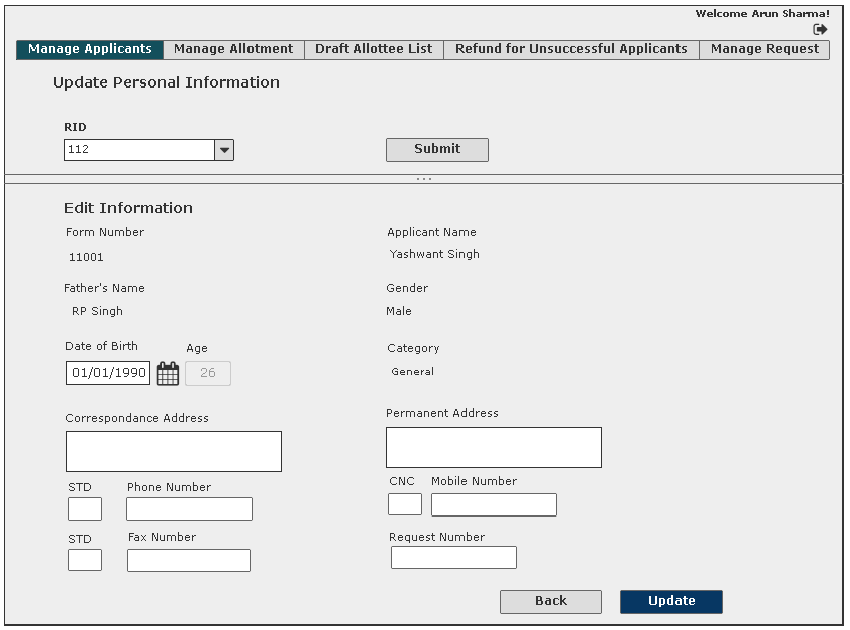 Welcome Arun Sharma!
Manage Applicants Manage Allotment Draft Allottee List Refund for Unsuccessful Applicants Manage Request
Update Personal Information
RID
112 Submit
Edit Information
Form Number Applicant Name
11001 Yashwant Singh
Father's Name Gender
RP Singh Male
Date of Birth Age Category
01/01/1990 26 General
Correspondance Address Permanent Address
STD Phone Number CNC Mobile Number
STD Fax Number Request Number
Back Update